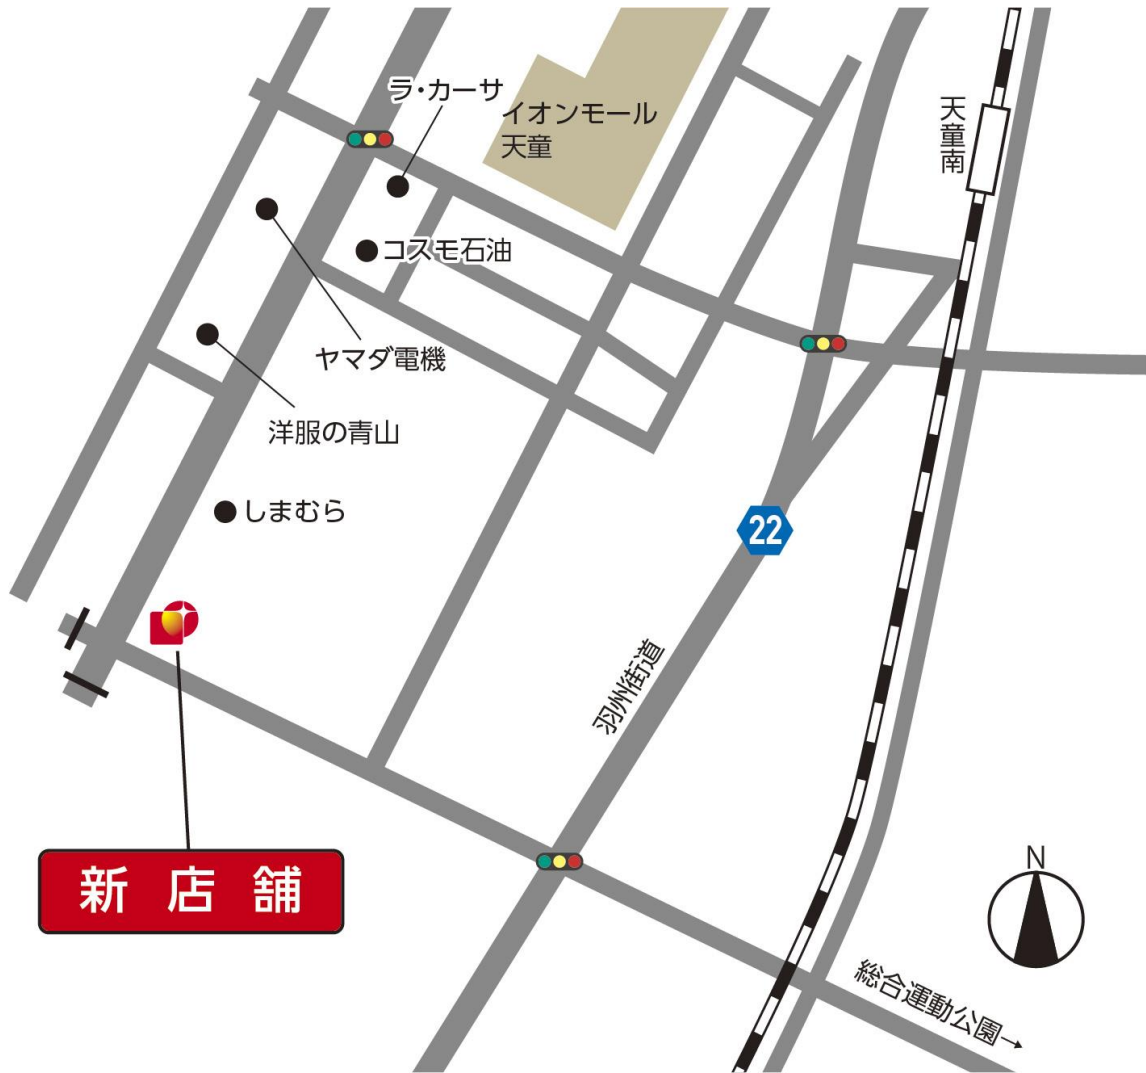 ラ・カーサ
イオンモール
天童
天童南
コスモ石油
ヤマダ電機
洋服の青山
しまむら
22
羽州街道
新店舗
N
総合運動公園→